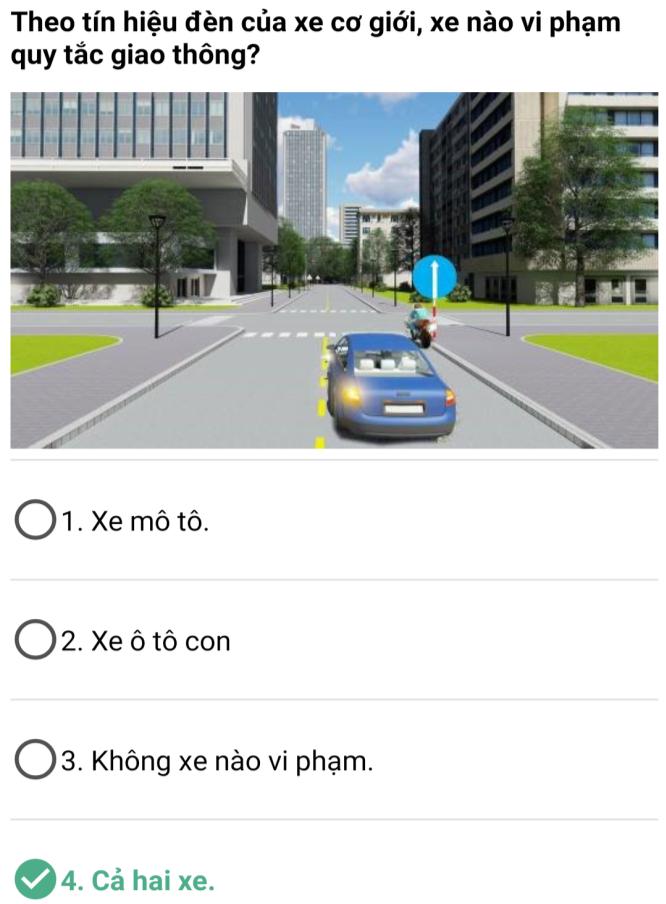 Theo tín hiệu đèn của xe cơ giới, xe nào vi phạm
quy tắc giao thông?
1. Xe mô tô.
2. Xe ô tô con
3. Không xe nào vi phạm.
4. Cả hai xe.